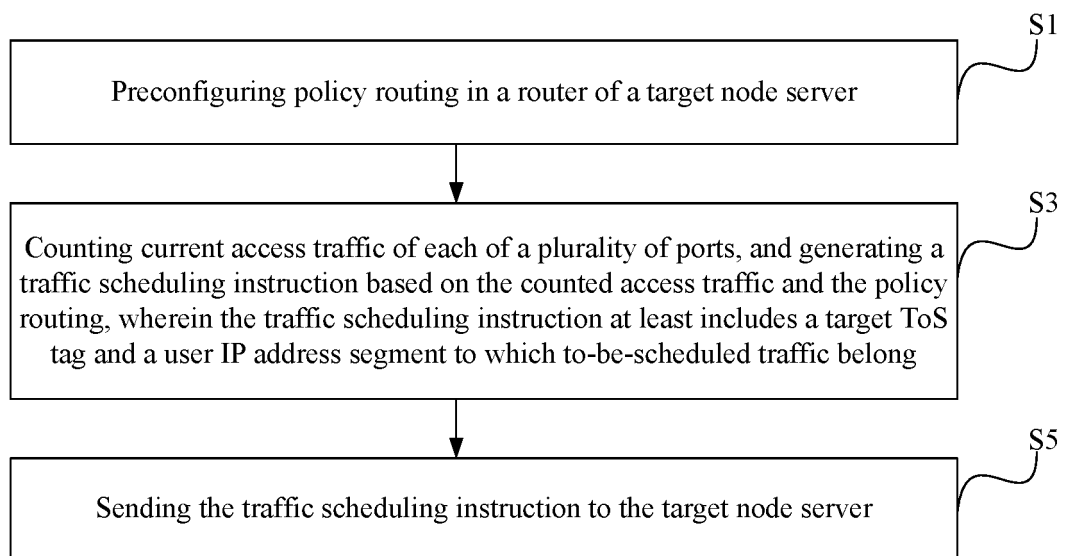 S1
Preconfiguring policy routing in a router of a target node server
S3
Counting current access traffic of each of a plurality of ports, and generating a
traffic scheduling instruction based on the counted access traffic and the policy
routing, wherein the traffic scheduling instruction at least includes a target ToS
tag and a user IP address segment to which to-be-scheduled traffic belong
S5
Sending the traffic scheduling instruction to the target node server